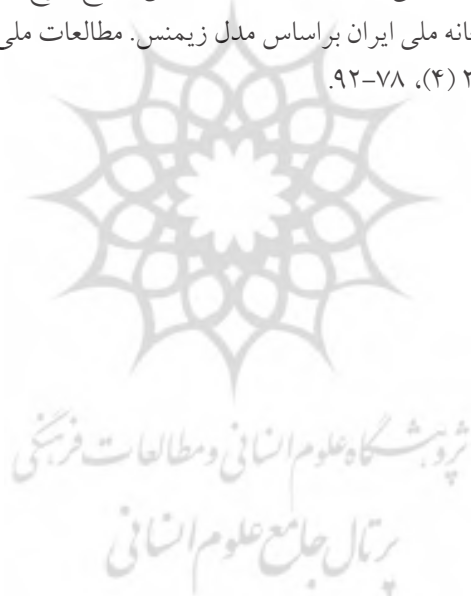 انه ملی ایران براساس مدل زیمنس. مطالعات ملی
۲ (۴)، ۷۸-۹۲.
پژوهشگاه علوم انسانی و مطالعات فرهنگی
پرتال جامع علوم انسانی